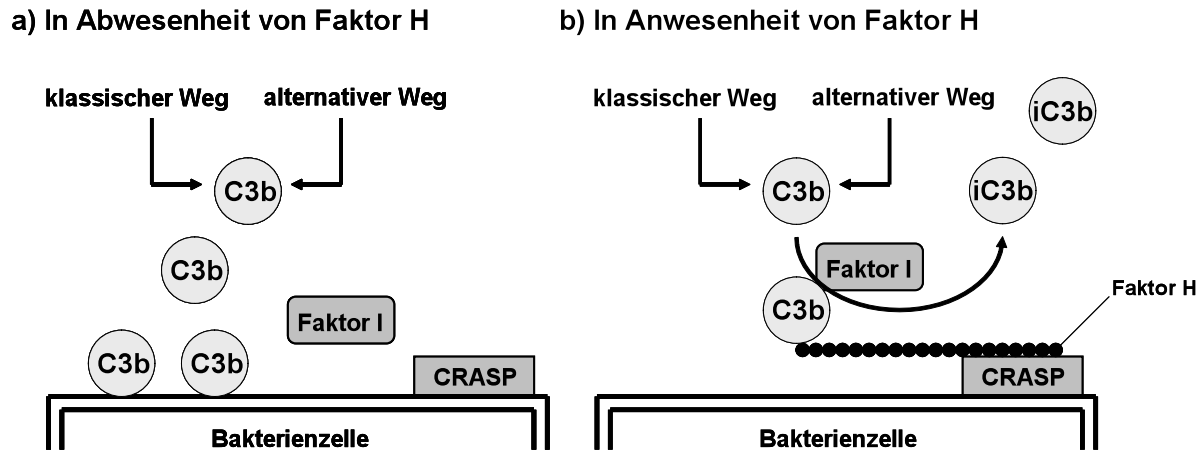 a) In Abwesenheit von Faktor H
klassischer Weg
alternativer Weg
C3b
C3b
Faktor I
C3b
C3b
CRASP
Bakterienzelle
b) In Anwesenheit von Faktor H
klassischer Weg
alternativer Weg
iC3b
C3b
iC3b
Faktor I
Faktor H
C3b
CRASP
Bakterienzelle